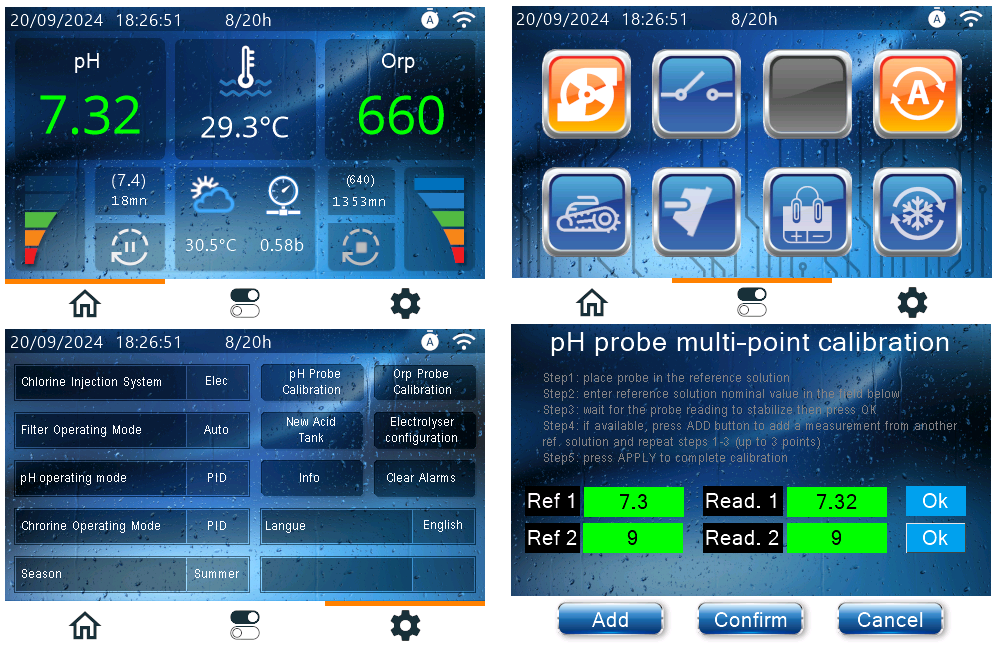 20/09/2024 18:26:51 8/20h A
pH
7.32
29.3°C
Orp
660
(7.4)
18mn
30.5°C 0.58b
(640)
1353mn
20/09/2024 18:26:51 8/20h A
A
20/09/2024 18:26:51 8/20h A
Chlorine Injection System Elec
Filter Operating Mode Auto
pH operating mode PID
Chrorine Operating Mode PID
Season Summer
pH Probe
Calibration
Orp Probe
Calibration
New Acid
Tank
Electrolyser
configuration
Info
Clear Alarms
Langue English
pH probe multi-point calibration
Step1: place probe in the reference solution
Step2: enter reference solution nominal value in the field below
Step3: wait for the probe reading to stabilize then press OK
Step4: if available, press ADD button to add a measurement from another
ref. solution and repeat steps 1-3 (up to 3 points)
Step5: press APPLY to complete calibration
Ref 1 7.3 Read. 1 7.32 Ok
Ref 2 9 Read. 2 9 Ok
Add Confirm Cancel